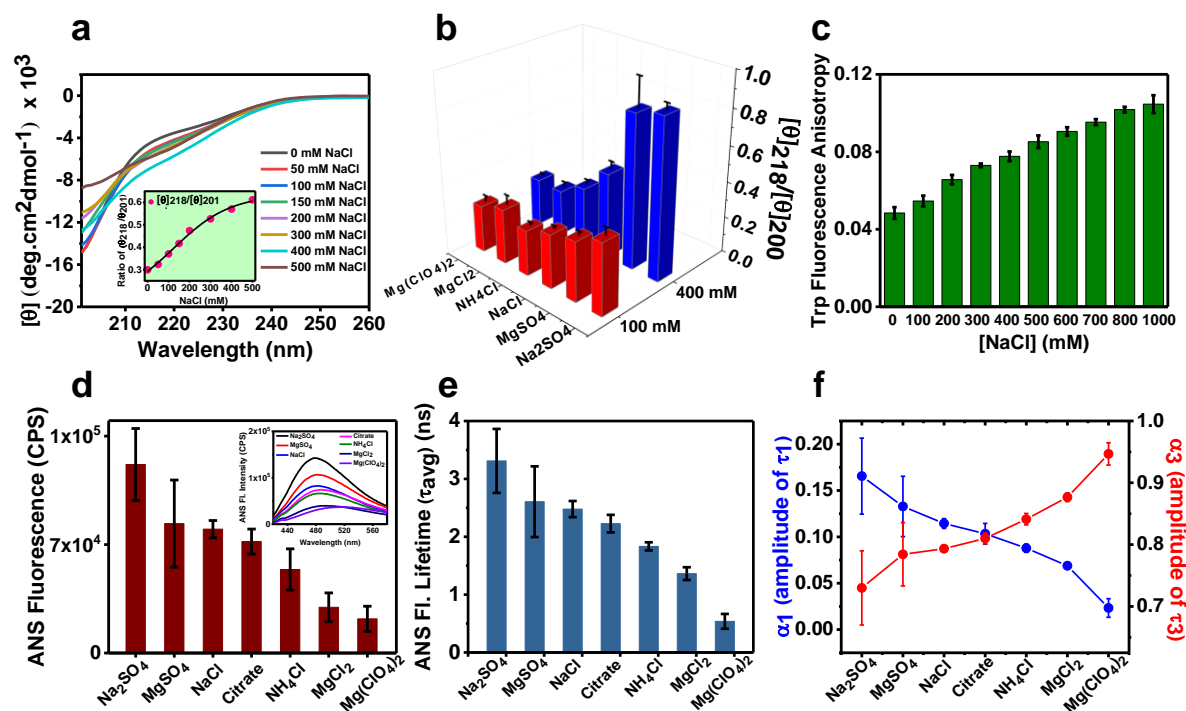 a
[θ] (deg.cm²dmol⁻¹) x 10³
0
-4
-8
-12
-16
-20
210
220
230
240
250
260
Wavelength (nm)
0 mM NaCl
50 mM NaCl
100 mM NaCl
150 mM NaCl
200 mM NaCl
300 mM NaCl
400 mM NaCl
500 mM NaCl
[θ]218/[θ]201
Ratio of (θ218/θ201)
0.6
0.5
0.4
0.3
0
100
200
300
400
500
NaCl (mM)
b
[θ]218/[θ]200
1.0
0.8
0.6
0.4
0.2
0.0
400 mM
100 mM
Mg(ClO4)2
MgCl2
NH4Cl
NaCl
MgSO4
Na2SO4
c
Trp Fluorescence Anisotropy
0.12
0.08
0.04
0.00
0 100 200 300 400 500 600 700 800 1000
[NaCl] (mM)
d
ANS Fluorescence (CPS)
1x10⁵
7x10⁴
0
Na₂SO₄
MgSO₄
NaCl
Citrate
NH₄Cl
MgCl₂
Mg(ClO₄)2
ANS Fl. Intensity (CPS)
2x10⁵
1x10⁵
0
Na₂SO₄
MgSO₄
NaCl
Citrate
NH₄Cl
MgCl₂
Mg(ClO₄)₂
440
480
520
560
Wavelength (nm)
e
ANS Fl. Lifetime (τavg) (ns)
4
3
2
1
0
Na₂SO₄
MgSO₄
NaCl
Citrate
NH₄Cl
MgCl₂
Mg(ClO₄)2
f
α1 (amplitude of τ1)
0.20
0.15
0.10
0.05
0.00
α3 (amplitude of τ3)
1.0
0.9
0.8
0.7
Na₂SO₄
MgSO₄
NaCl
Citrate
NH₄Cl
MgCl₂
Mg(ClO₄)2